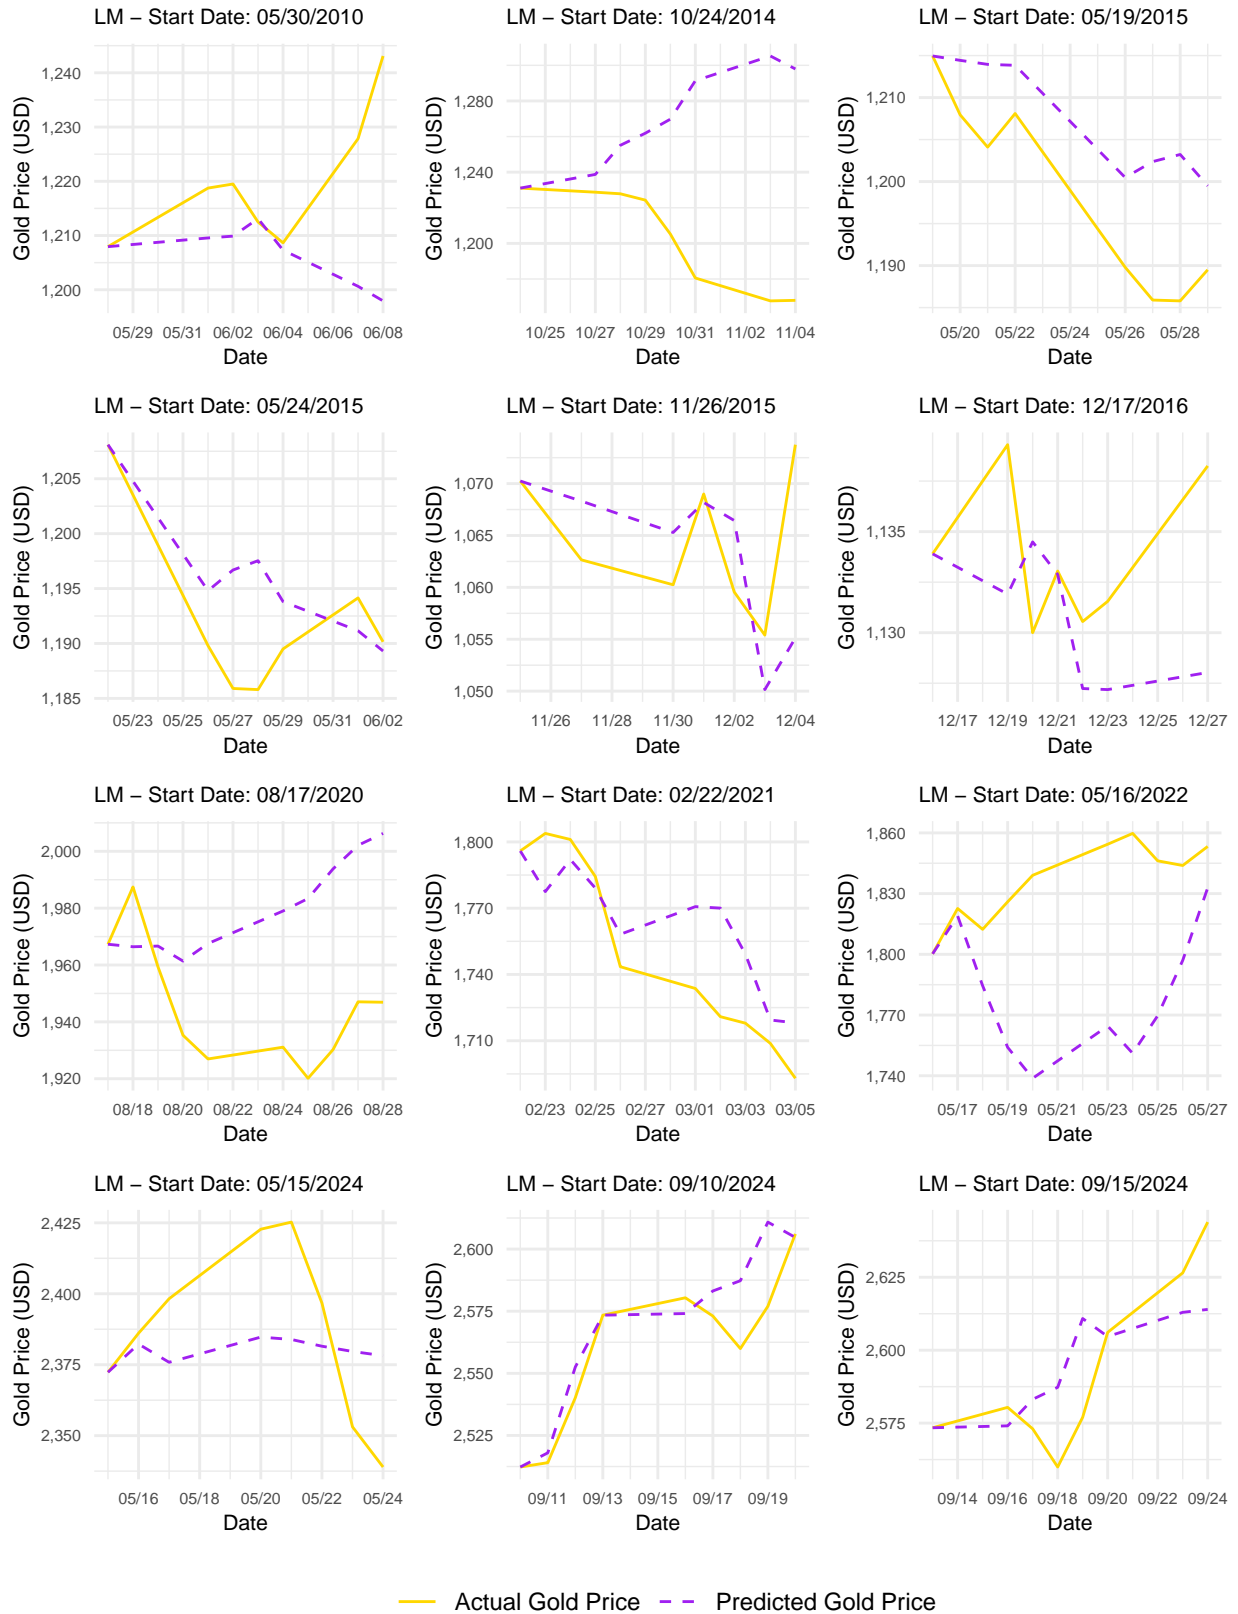 LM − Start Date: 05/30/2010
Gold Price (USD)
1,240
1,230
1,220
1,210
1,200
05/29 05/31 06/02 06/04 06/06 06/08
Date
LM − Start Date: 10/24/2014
Gold Price (USD)
1,280
1,240
1,200
10/25 10/27 10/29 10/31 11/02 11/04
Date
LM − Start Date: 05/19/2015
Gold Price (USD)
1,210
1,200
1,190
05/20 05/22 05/24 05/26 05/28
Date
LM − Start Date: 05/24/2015
Gold Price (USD)
1,205
1,200
1,195
1,190
1,185
05/23 05/25 05/27 05/29 05/31 06/02
Date
LM − Start Date: 11/26/2015
Gold Price (USD)
1,070
1,065
1,060
1,055
1,050
11/26 11/28 11/30 12/02 12/04
Date
LM − Start Date: 12/17/2016
Gold Price (USD)
1,135
1,130
12/17 12/19 12/21 12/23 12/25 12/27
Date
LM − Start Date: 08/17/2020
Gold Price (USD)
2,000
1,980
1,960
1,940
1,920
08/18 08/20 08/22 08/24 08/26 08/28
Date
LM − Start Date: 02/22/2021
Gold Price (USD)
1,800
1,770
1,740
1,710
02/23 02/25 02/27 03/01 03/03 03/05
Date
LM − Start Date: 05/16/2022
Gold Price (USD)
1,860
1,830
1,800
1,770
1,740
05/17 05/19 05/21 05/23 05/25 05/27
Date
LM − Start Date: 05/15/2024
Gold Price (USD)
2,425
2,400
2,375
2,350
05/16 05/18 05/20 05/22 05/24
Date
LM − Start Date: 09/10/2024
Gold Price (USD)
2,600
2,575
2,550
2,525
09/11 09/13 09/15 09/17 09/19
Date
LM − Start Date: 09/15/2024
Gold Price (USD)
2,625
2,600
2,575
09/14 09/16 09/18 09/20 09/22 09/24
Date
Actual Gold Price Predicted Gold Price